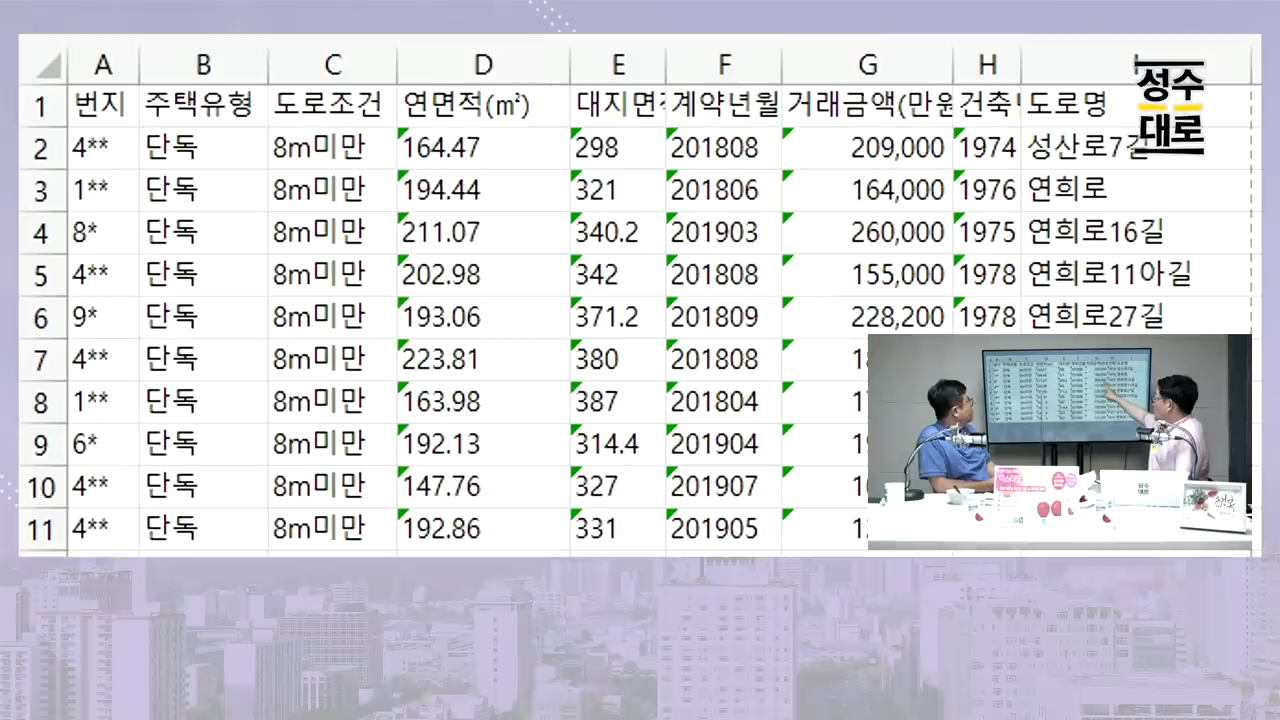 A B C D E F G H
1 번지 주택유형 도로조건 연면적(㎡) 대지면 계약년월 거래금액(만원 건축 도로명
2 4** 단독 8m미만 164.47 298 201808 209,000 1974 성산로7길
3 1** 단독 8m미만 194.44 321 201806 164,000 1976 연희로
4 8* 단독 8m미만 211.07 340.2 201903 260,000 1975 연희로16길
5 4** 단독 8m미만 202.98 342 201808 155,000 1978 연희로11아길
6 9* 단독 8m미만 193.06 371.2 201809 228,200 1978 연희로27길
7 4** 단독 8m미만 223.81 380 201808
8 1** 단독 8m미만 163.98 387 201804
9 6* 단독 8m미만 192.13 314.4 201904
10 4** 단독 8m미만 147.76 327 201907
11 4** 단독 8m미만 192.86 331 201905
성수
대로
성수
대로